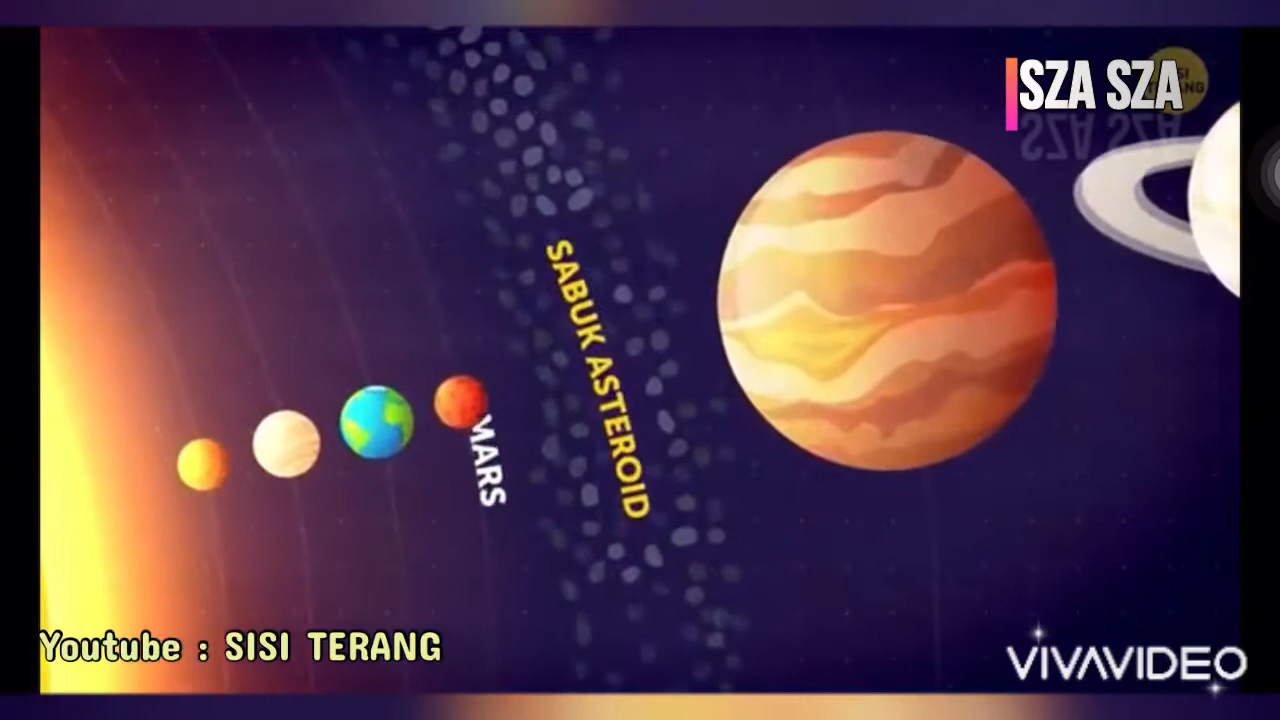 SZA SZA
SABUK ASTEROID
MARS
Youtube : SISI TERANG
VIVAVIDEO